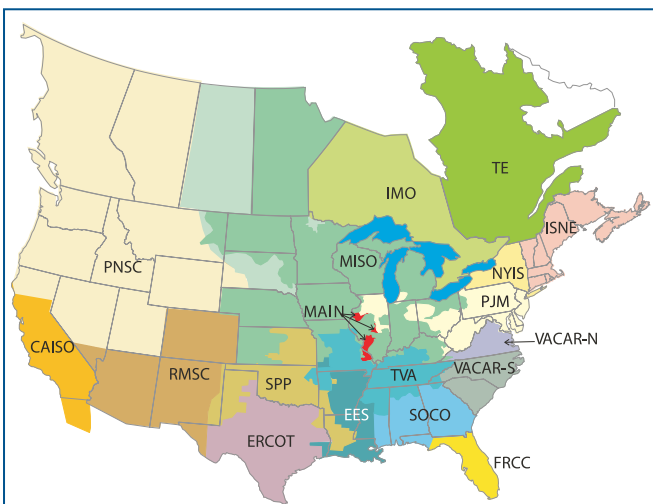 TE
IMO
ISNE
MISO
NYIS
PNSC
PJM
MAIN
VACAR-N
CAISO
RMSC
TVA
VACAR-S
SPP
EES
SOCO
ERCOT
FRCC